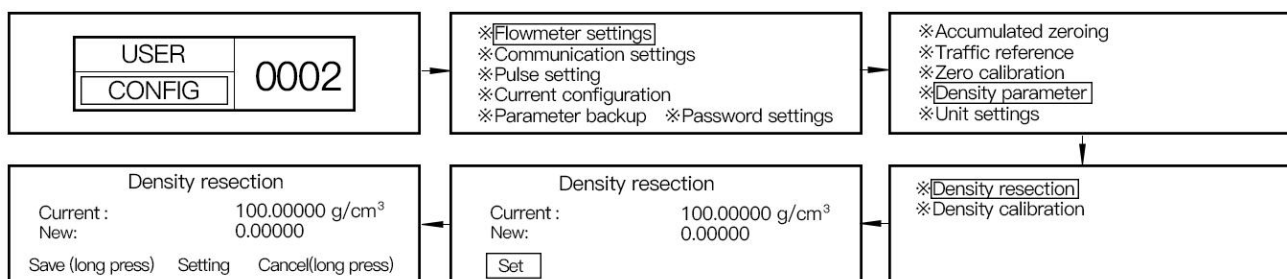 USER
CONFIG
0002
※Flowmeter settings
※Communication settings
※Pulse setting
※Current configuration
※Parameter backup ※Password settings
※Accumulated zeroing
※Traffic reference
※Zero calibration
※Density parameter
※Unit settings
※Density resection
※Density calibration
Density resection
Current : 100.00000 g/cm³
New: 0.00000
Set
Density resection
Current : 100.00000 g/cm³
New: 0.00000
Save (long press) Setting Cancel(long press)